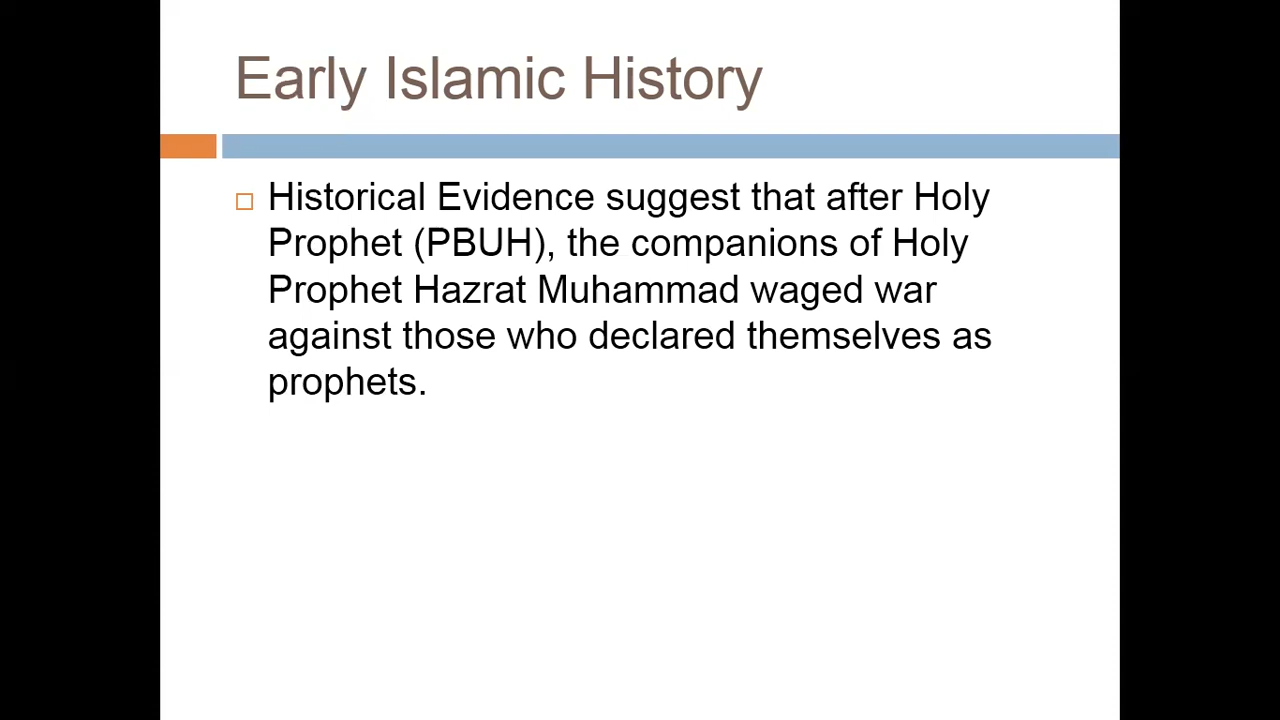 Early Islamic History
Historical Evidence suggest that after Holy
Prophet (PBUH), the companions of Holy
Prophet Hazrat Muhammad waged war
against those who declared themselves as
prophets.